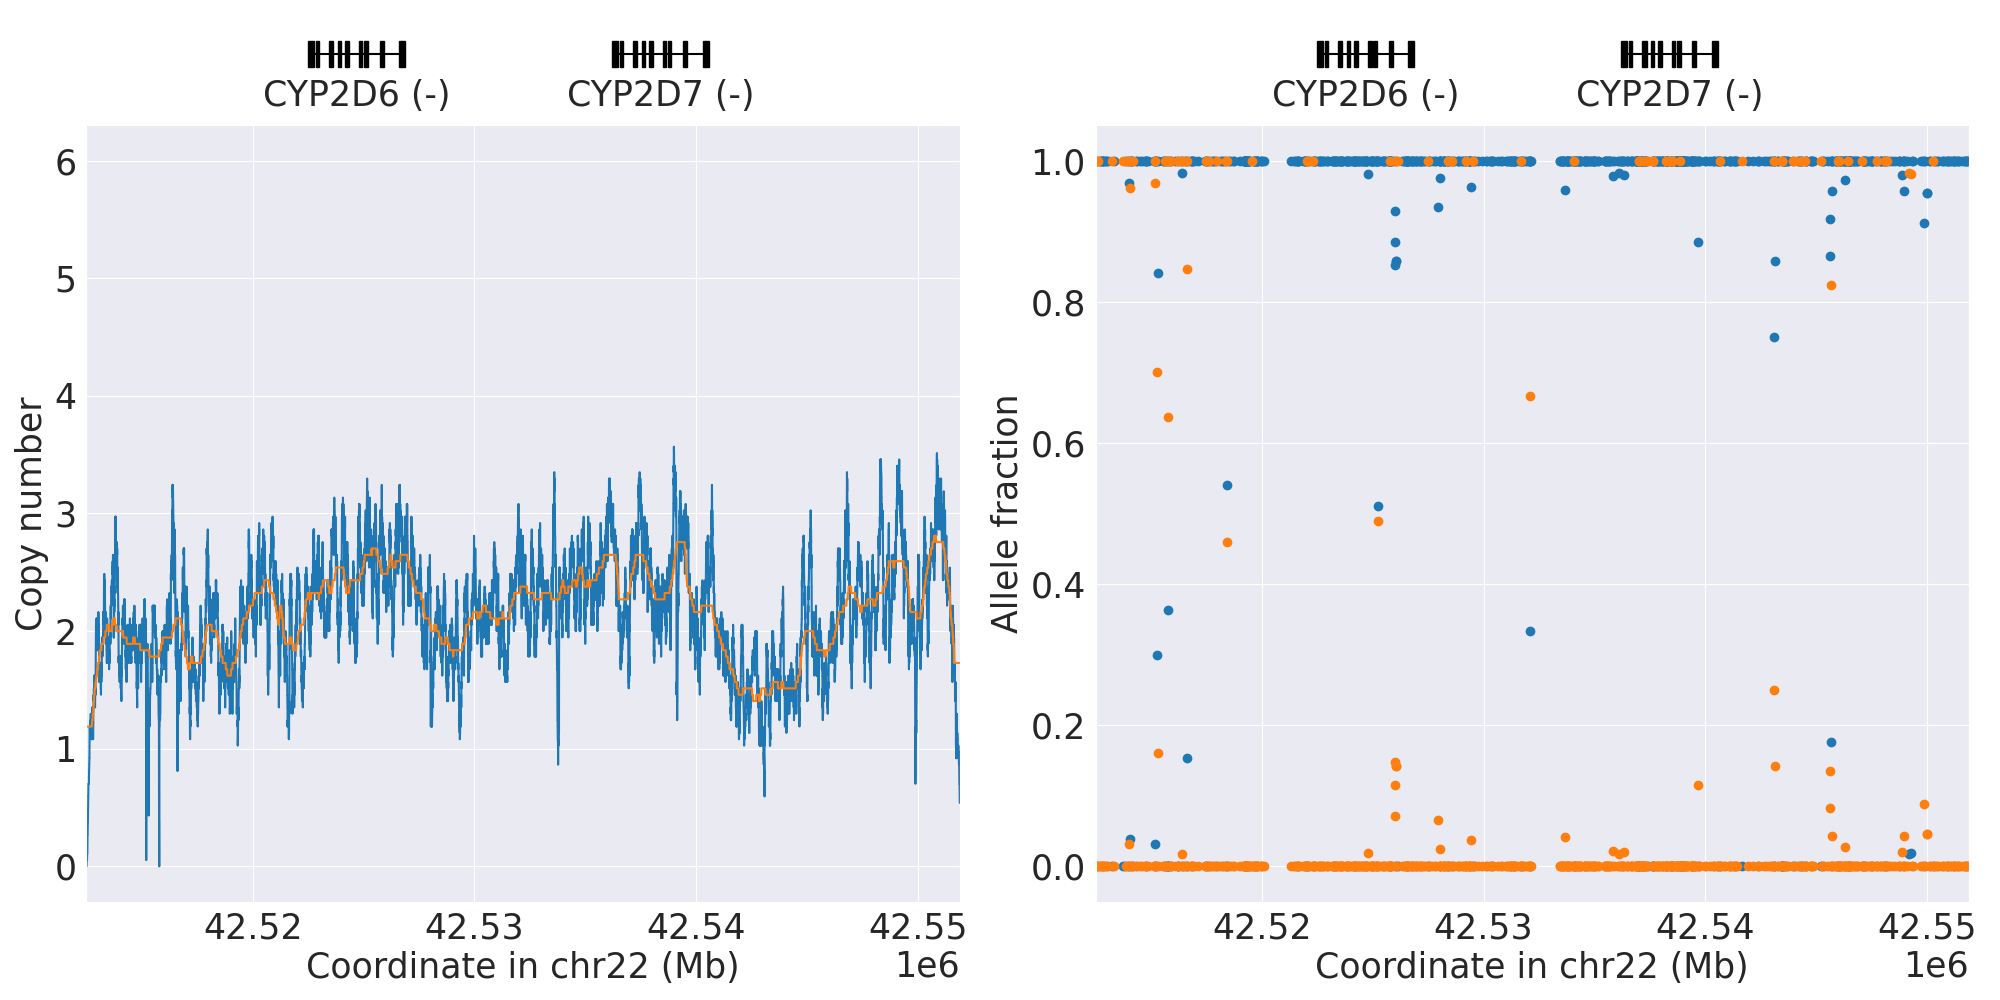 CYP2D6 (-) CYP2D7 (-)
6
5
4
3
2
1
0
Copy number
42.52 42.53 42.54 42.55
Coordinate in chr22 (Mb) 1e6
CYP2D6 (-) CYP2D7 (-)
1.0
0.8
0.6
0.4
0.2
0.0
Allele fraction
42.52 42.53 42.54 42.55
Coordinate in chr22 (Mb) 1e6